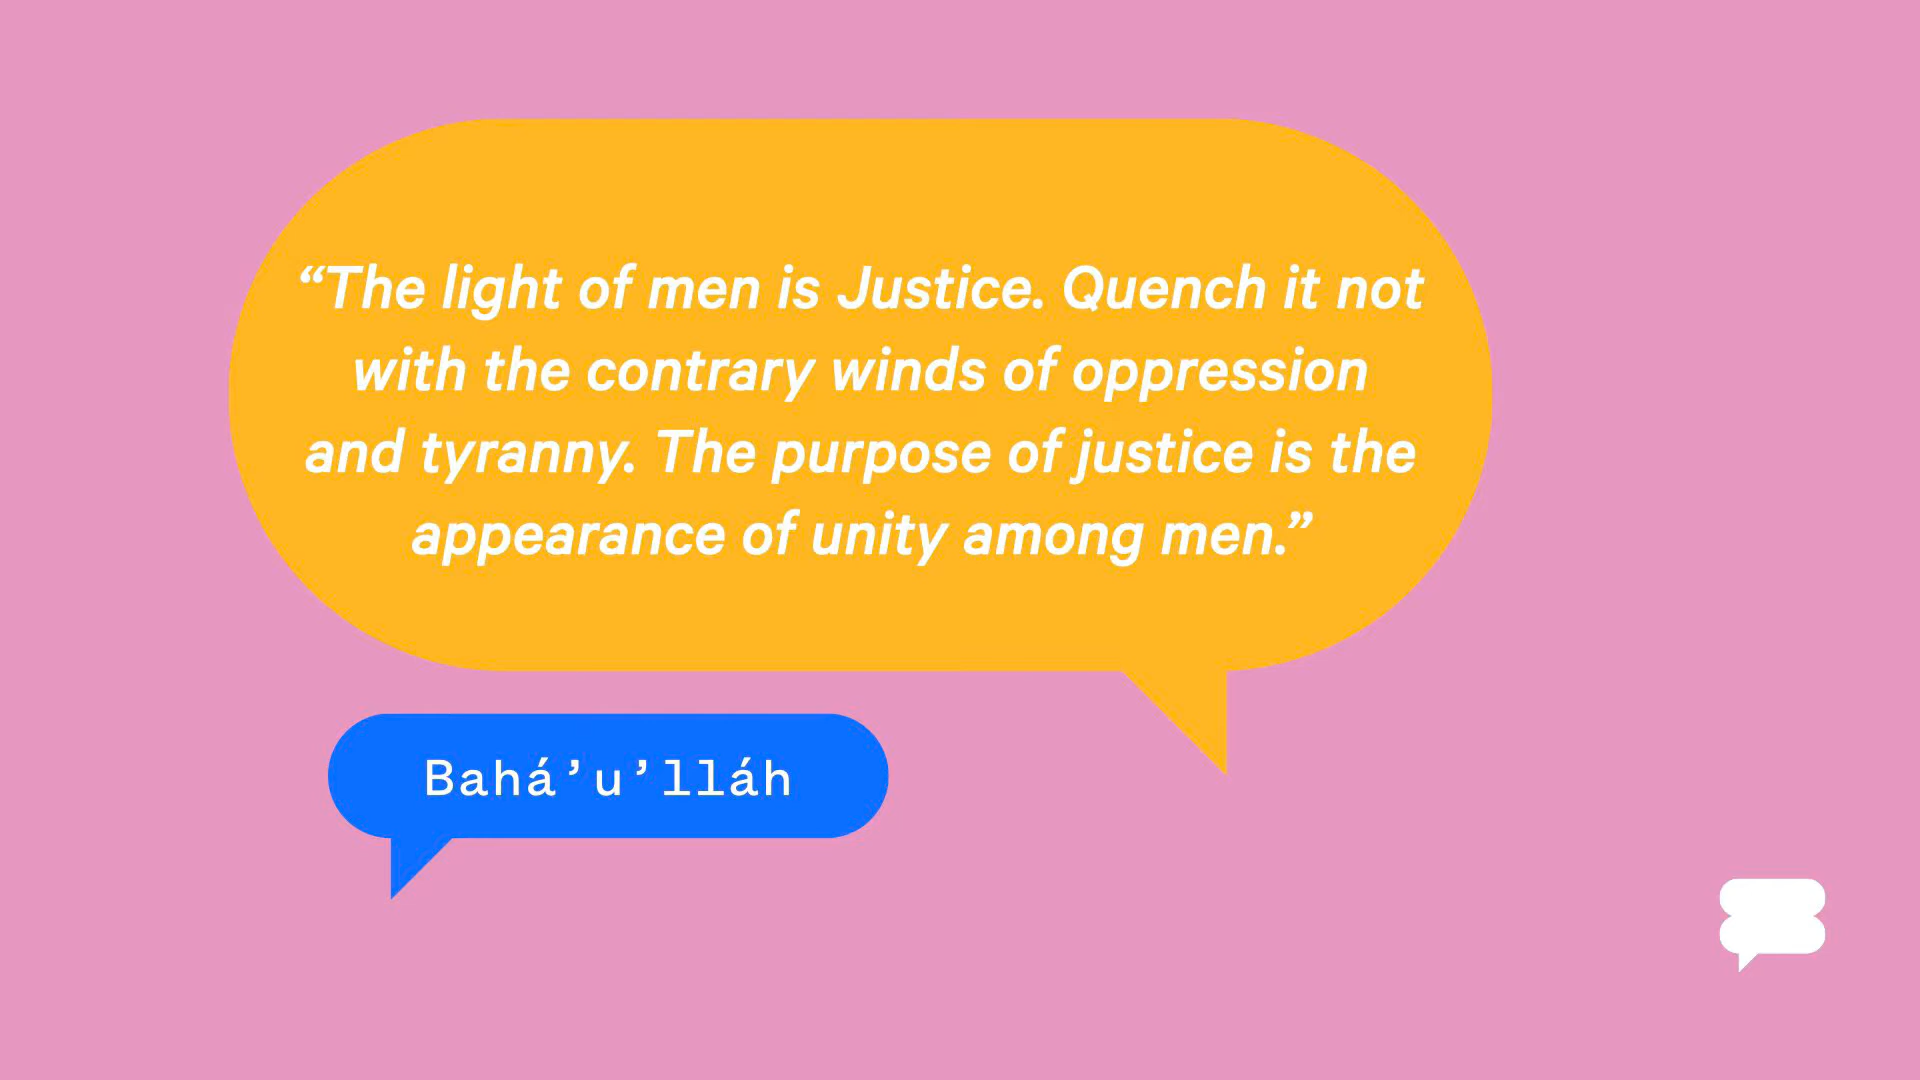 “The light of men is Justice. Quench it not
with the contrary winds of oppression
and tyranny. The purpose of justice is the
appearance of unity among men.”
Bahá’u’lláh